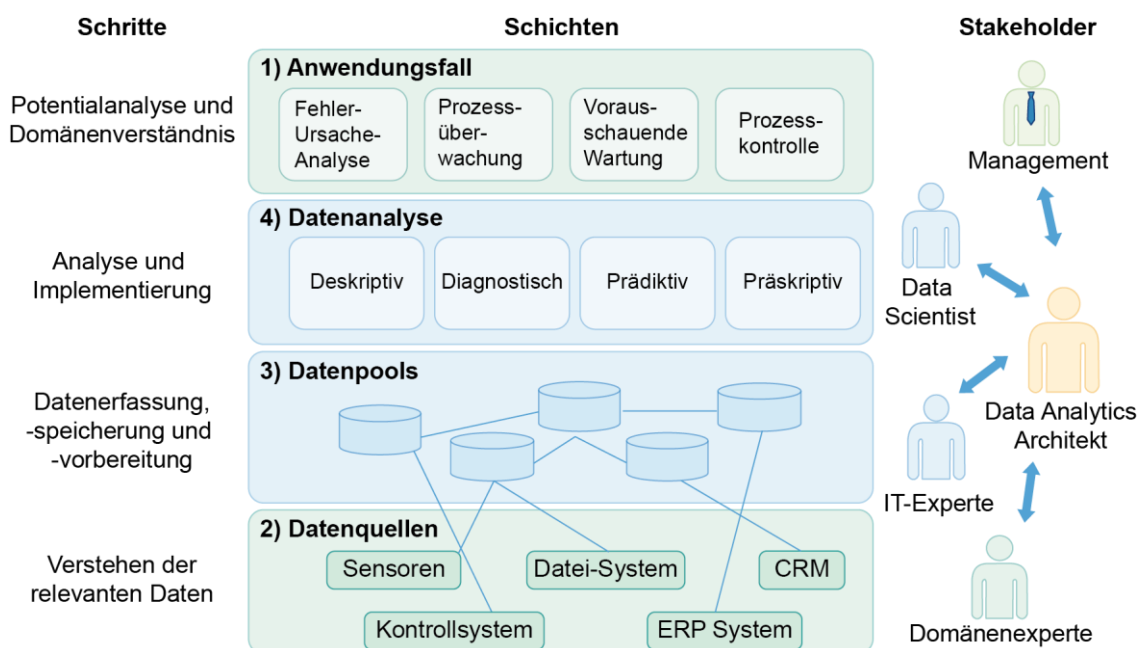 Schritte
Schichten
Stakeholder
Potentialanalyse und
Domänenverständnis
1) Anwendungsfall
Fehler-
Ursache-
Analyse
Prozess-
über-
wachung
Voraus-
schauende
Wartung
Prozess-
kontrolle
Management
Analyse und
Implementierung
4) Datenanalyse
Deskriptiv
Diagnostisch
Prädiktiv
Präskriptiv
Data
Scientist
Datenerfassung,
-speicherung und
-vorbereitung
3) Datenpools
Data Analytics
Architekt
IT-Experte
Verstehen der
relevanten Daten
2) Datenquellen
Sensoren
Datei-System
CRM
Kontrollsystem
ERP System
Domänenexperte